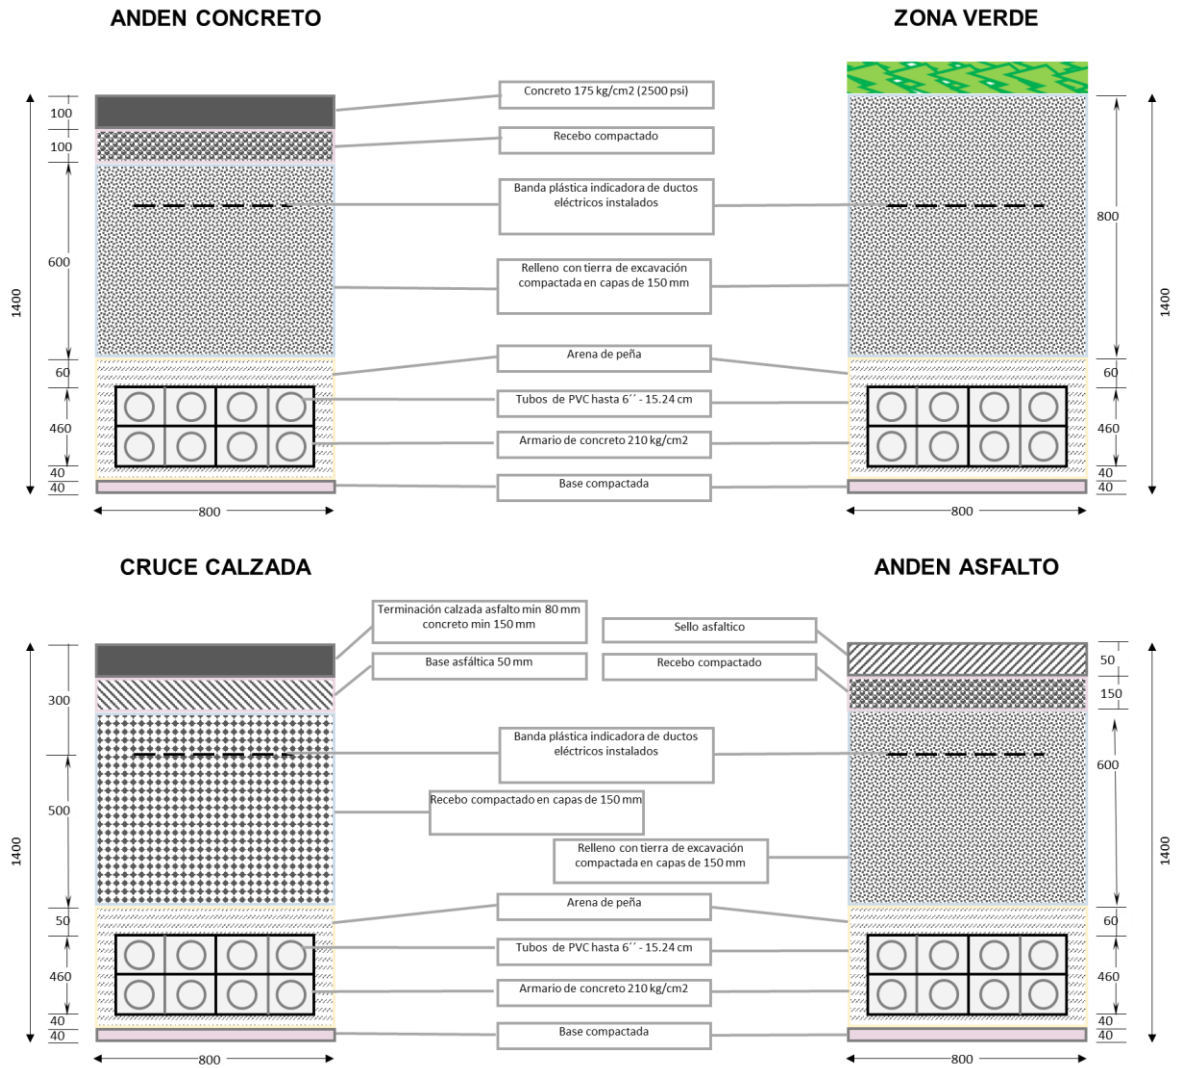 ANDEN CONCRETO
ZONA VERDE
Concreto 175 kg/cm2 (2500 psi)
Recebo compactado
Banda plástica indicadora de ductos
eléctricos instalados
Relleno con tierra de excavación
compactada en capas de 150 mm
Arena de peña
Tubos de PVC hasta 6´´ - 15.24 cm
Armario de concreto 210 kg/cm2
Base compactada
1400
100
100
600
60
460
40
40
800
800
60
460
40
40
1400
800
CRUCE CALZADA
ANDEN ASFALTO
Terminación calzada asfalto min 80 mm
concreto min 150 mm
Base asfáltica 50 mm
Sello asfaltico
Recebo compactado
Banda plástica indicadora de ductos
eléctricos instalados
Recebo compactado en capas de 150 mm
Relleno con tierra de excavación
compactada en capas de 150 mm
Arena de peña
Tubos de PVC hasta 6´´ - 15.24 cm
Armario de concreto 210 kg/cm2
Base compactada
1400
300
500
50
460
40
40
800
50
150
600
60
460
40
40
1400
800